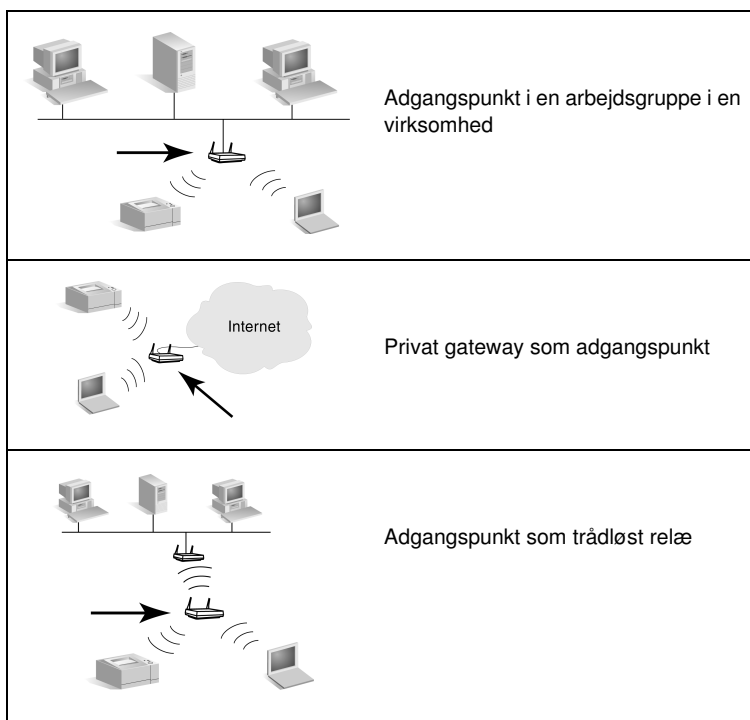 Adgangspunkt i en arbejdsgruppe i en
virksomhed
Internet
Privat gateway som adgangspunkt
Adgangspunkt som trådløst relæ